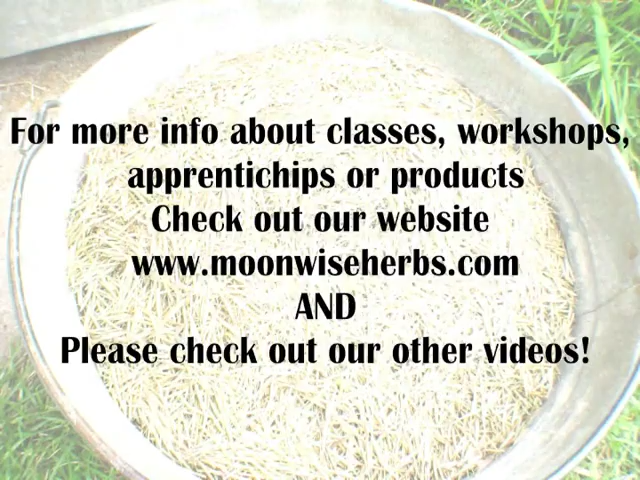 For more info about classes, workshops,
apprentichips or products
Check out our website
www.moonwiseherbs.com
AND
Please check out our other videos!